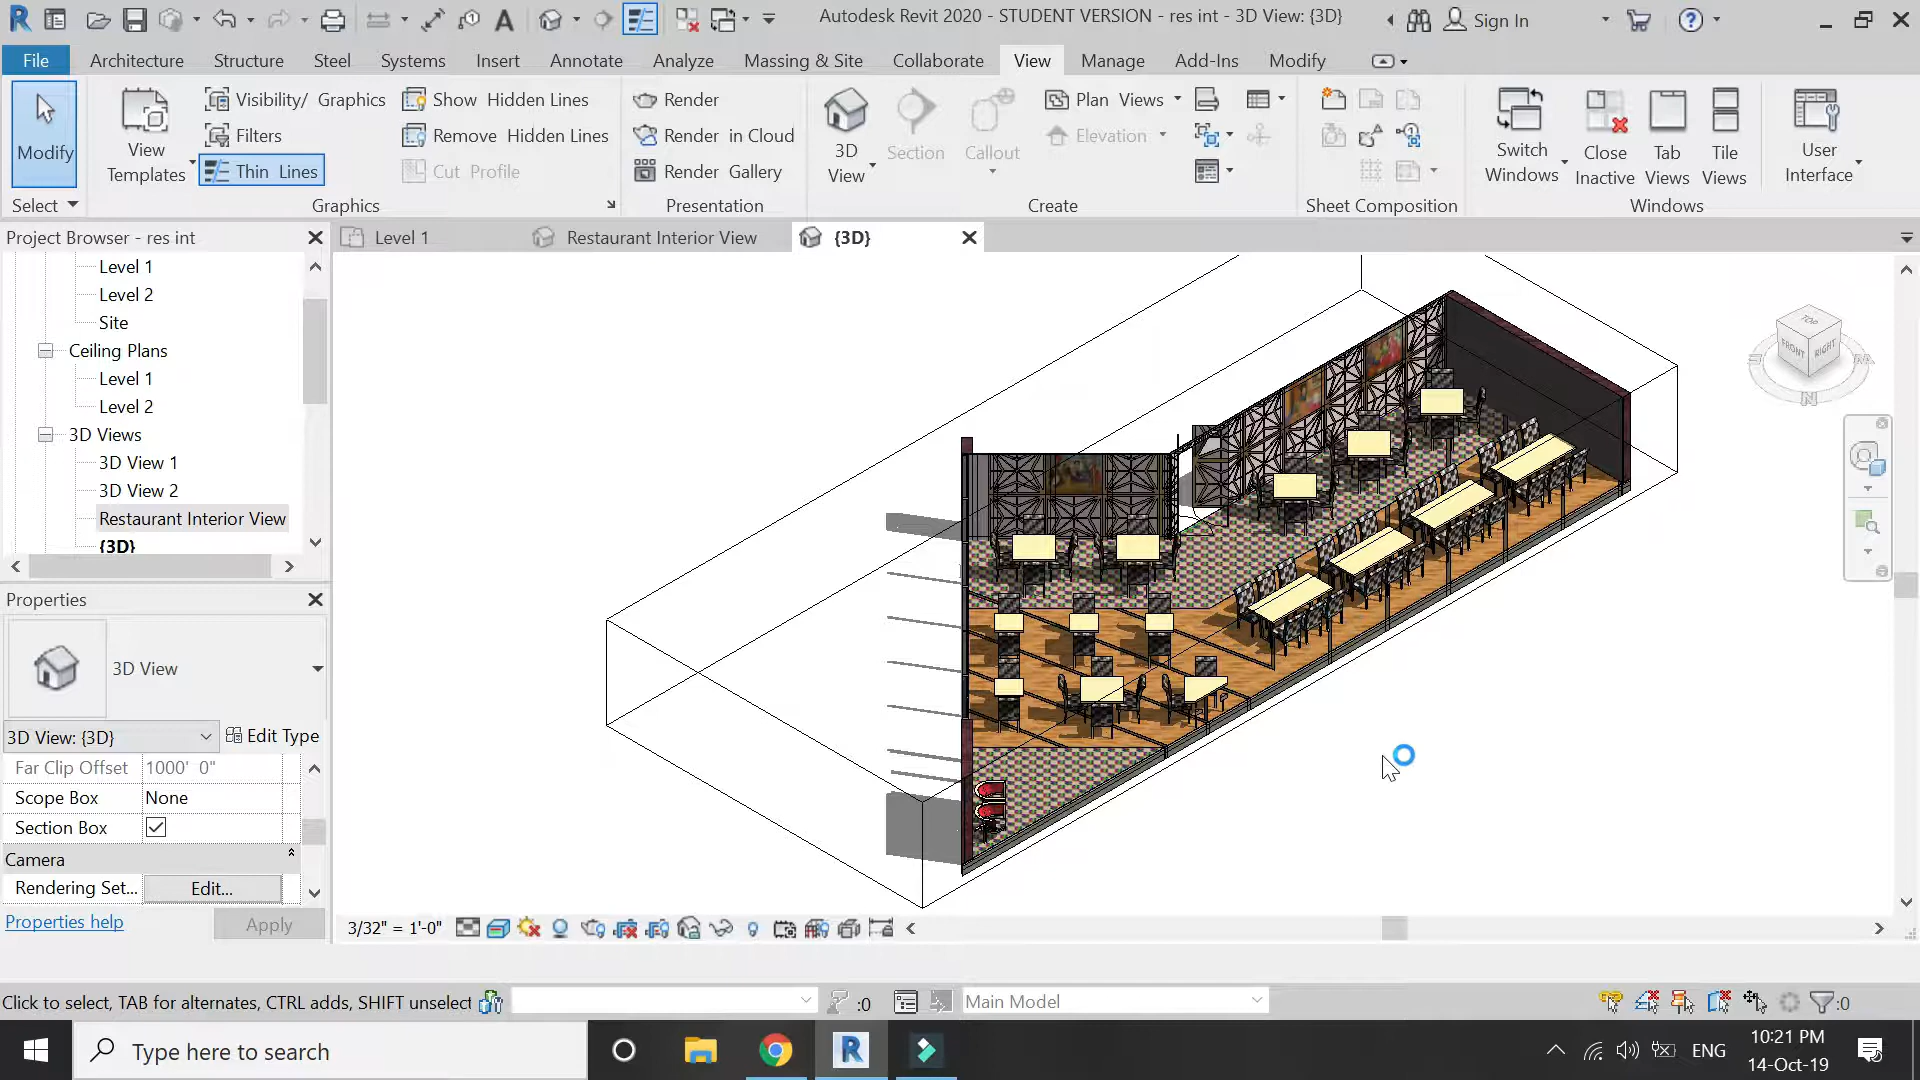 Autodesk Revit 2020 - STUDENT VERSION - res int - 3D View: {3D}
Sign In
File Architecture Structure Steel Systems Insert Annotate Analyze Massing & Site Collaborate View Manage Add-Ins Modify
Modify
View Templates
Visibility/ Graphics
Filters
Thin Lines
Show Hidden Lines
Remove Hidden Lines
Cut Profile
Render
Render in Cloud
Render Gallery
3D View
Section
Callout
Plan Views
Elevation
Switch Windows
Close Inactive
Tab Views
Tile Views
User Interface
Select Graphics Presentation Create Sheet Composition Windows
Project Browser - res int
Level 1
Restaurant Interior View
{3D}
Level 1
Level 2
Site
Ceiling Plans
Level 1
Level 2
3D Views
3D View 1
3D View 2
Restaurant Interior View
{3D}
Properties
3D View
3D View: {3D}
Edit Type
Far Clip Offset 1000' 0"
Scope Box None
Section Box
Camera
Rendering Set... Edit...
Properties help
Apply
TOP
FRONT
RIGHT
3/32" = 1'-0"
Click to select, TAB for alternates, CTRL adds, SHIFT unselect
:0
Main Model
:0
Type here to search
ENG
10:21 PM
14-Oct-19